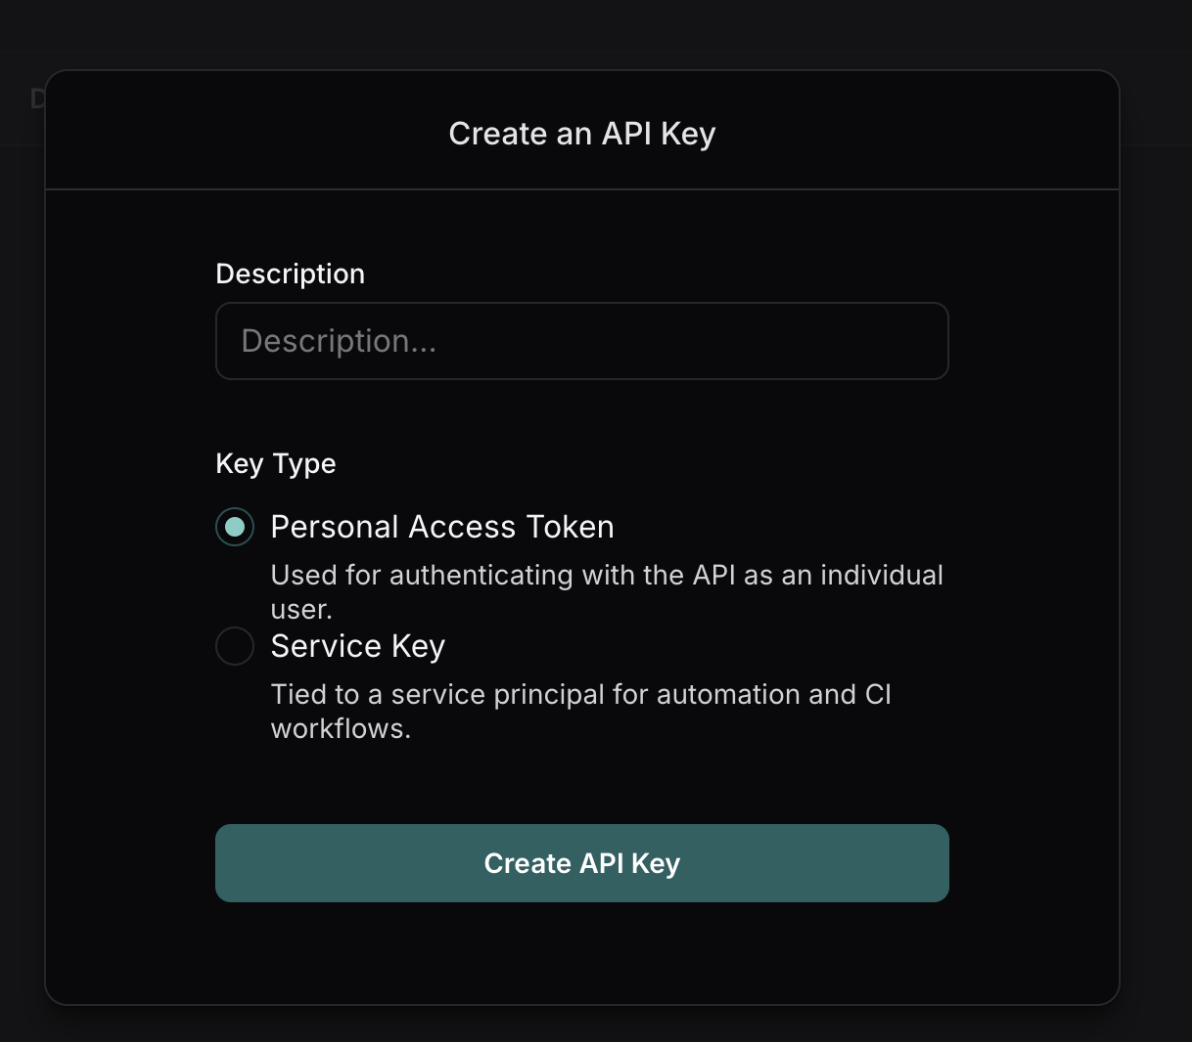 Create an API Key
Description
Description...
Key Type
Personal Access Token
Used for authenticating with the API as an individual
user.
Service Key
Tied to a service principal for automation and CI
workflows.
Create API Key